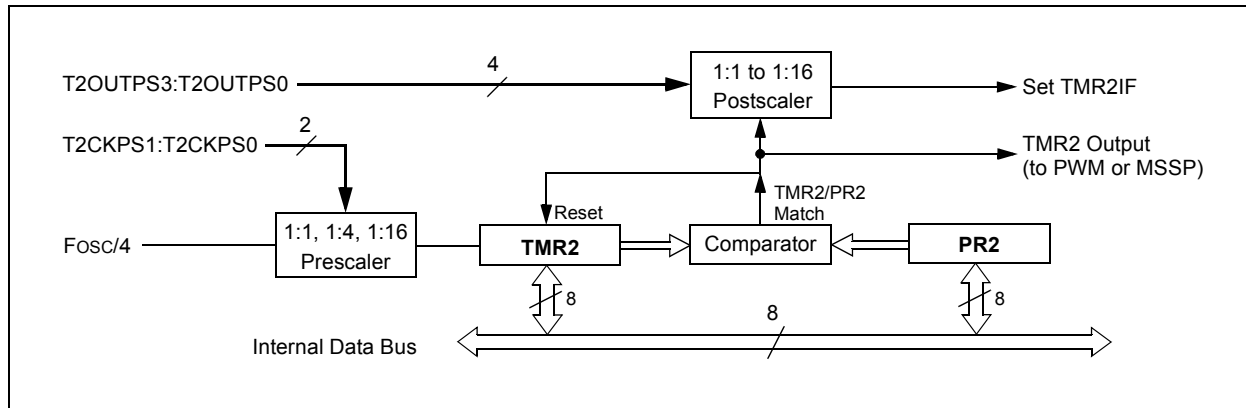 T2OUTPS3:T2OUTPS0
4
1:1 to 1:16
Postscaler
Set TMR2IF
T2CKPS1:T2CKPS0
2
TMR2 Output
(to PWM or MSSP)
TMR2/PR2
Match
Reset
FOSC/4
1:1, 1:4, 1:16
Prescaler
TMR2
Comparator
PR2
8
8
8
Internal Data Bus